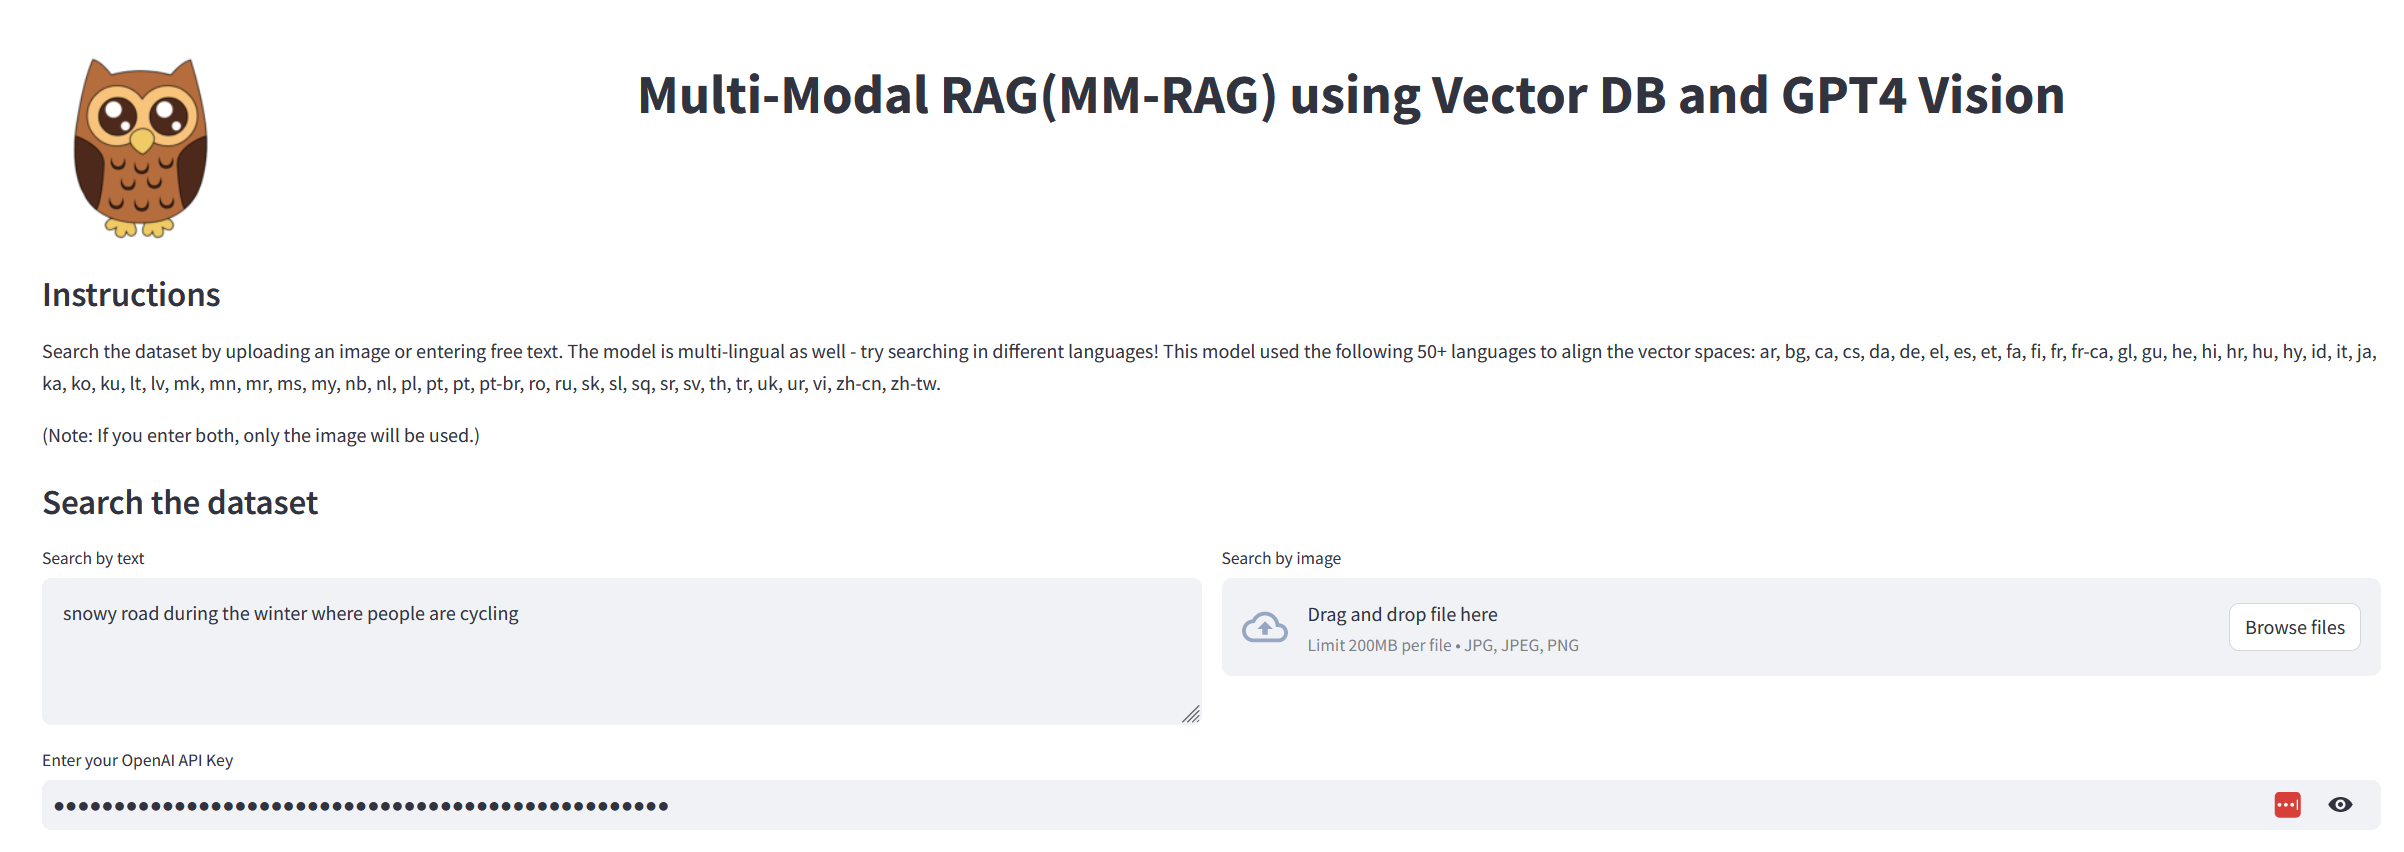 Multi-Modal RAG(MM-RAG) using Vector DB and GPT4 Vision
Instructions
Search the dataset by uploading an image or entering free text. The model is multi-lingual as well - try searching in different languages! This model used the following 50+ languages to align the vector spaces: ar, bg, ca, cs, da, de, el, es, et, fa, fi, fr, fr-ca, gl, gu, he, hi, hr, hu, hy, id, it, ja,
ka, ko, ku, lt, lv, mk, mn, mr, ms, my, nb, nl, pl, pt, pt, pt-br, ro, ru, sk, sl, sq, sr, sv, th, tr, uk, ur, vi, zh-cn, zh-tw.
(Note: If you enter both, only the image will be used.)
Search the dataset
Search by text
snowy road during the winter where people are cycling
Search by image
Drag and drop file here
Limit 200MB per file • JPG, JPEG, PNG
Browse files
Enter your OpenAI API Key